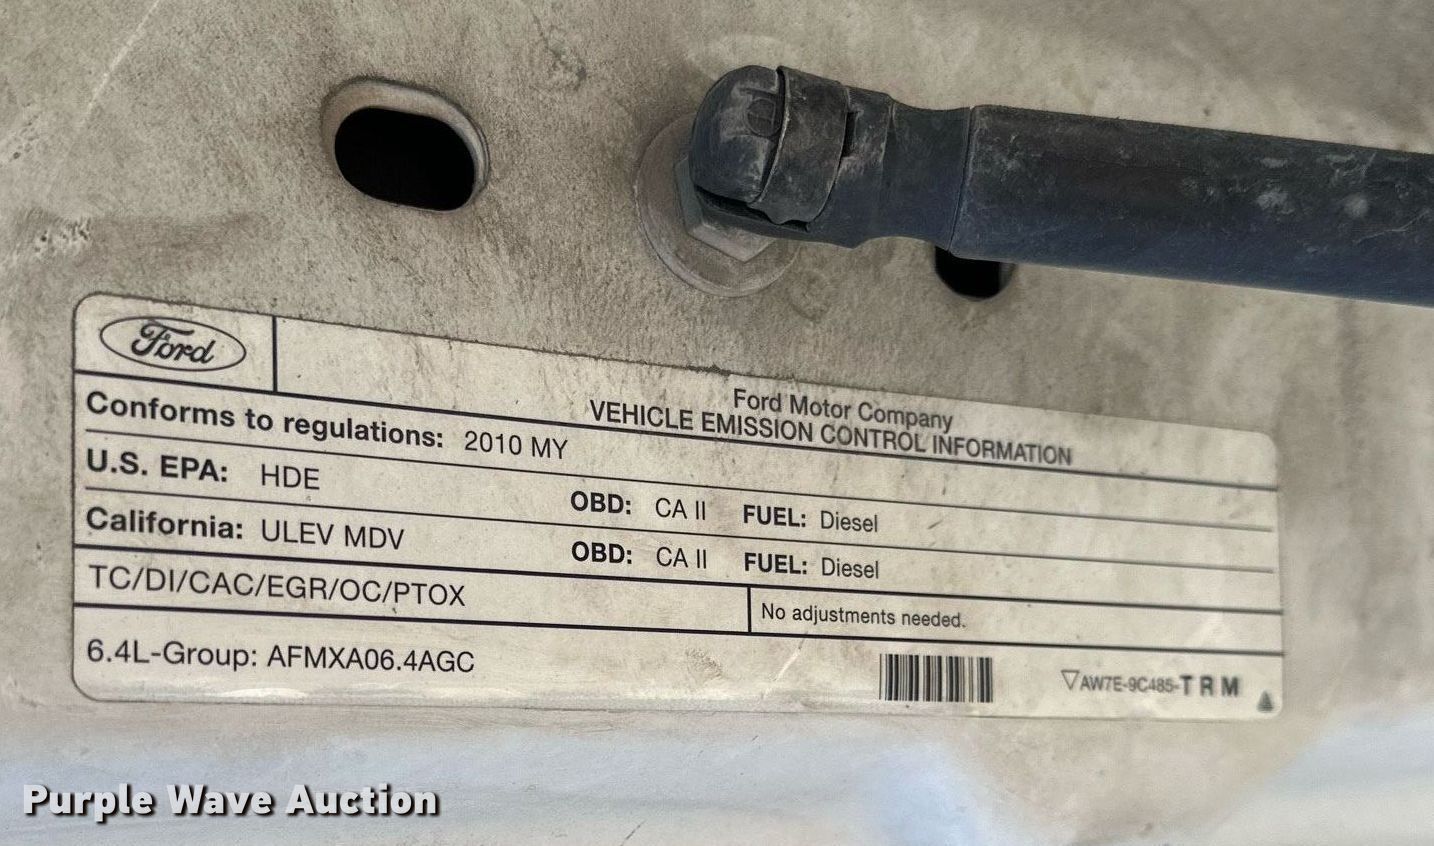 Ford
Ford Motor Company
VEHICLE EMISSION CONTROL INFORMATION
Conforms to regulations: 2010 MY
U.S. EPA: HDE OBD: CA II FUEL: Diesel
California: ULEV MDV OBD: CA II FUEL: Diesel
TC/DI/CAC/EGR/OC/PTOX No adjustments needed.
6.4L-Group: AFMXA06.4AGC ▽AW7E-9C485-TRM
Purple Wave Auction